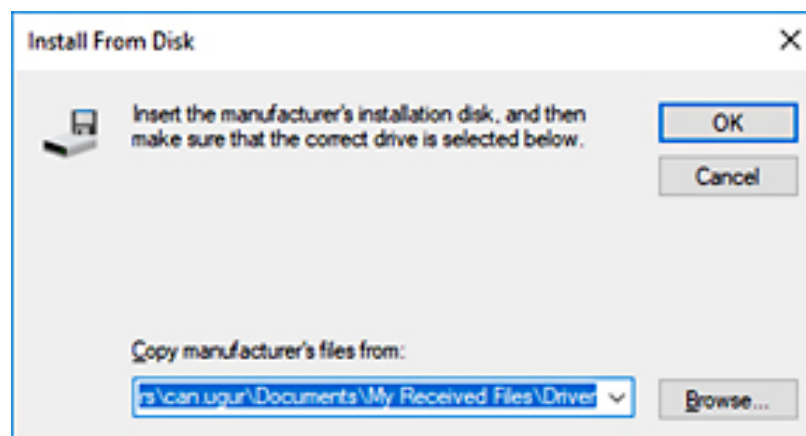 Install From Disk
Insert the manufacturer's installation disk, and then
make sure that the correct drive is selected below.
OK
Cancel
Copy manufacturer's files from:
rs\can.ugur\Documents\My Received Files\Driver
Browse...